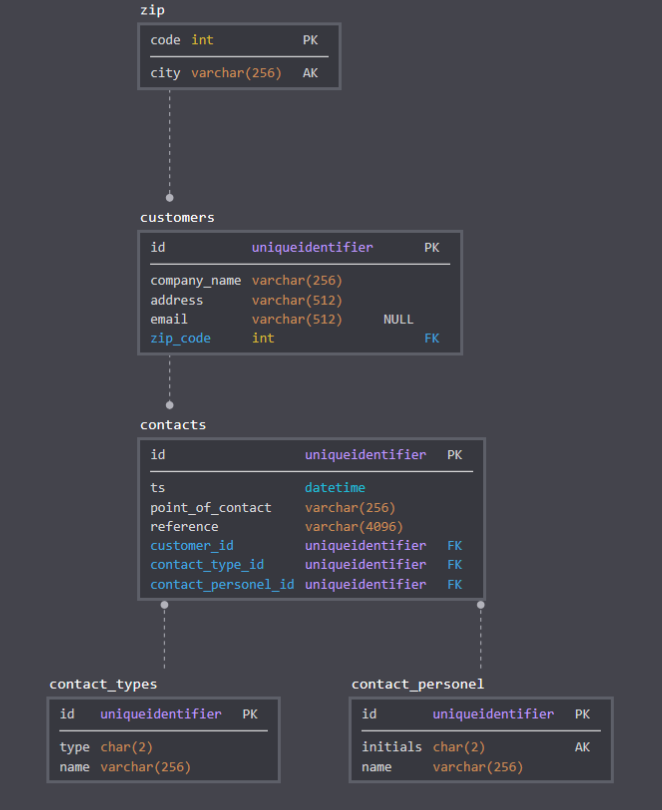 zip
code int PK
city varchar(256) AK
customers
id uniqueidentifier PK
company_name varchar(256)
address varchar(512)
email varchar(512) NULL
zip_code int FK
contacts
id uniqueidentifier PK
ts datetime
point_of_contact varchar(256)
reference varchar(4096)
customer_id uniqueidentifier FK
contact_type_id uniqueidentifier FK
contact_personel_id uniqueidentifier FK
contact_types
id uniqueidentifier PK
type char(2)
name varchar(256)
contact_personel
id uniqueidentifier PK
initials char(2) AK
name varchar(256)